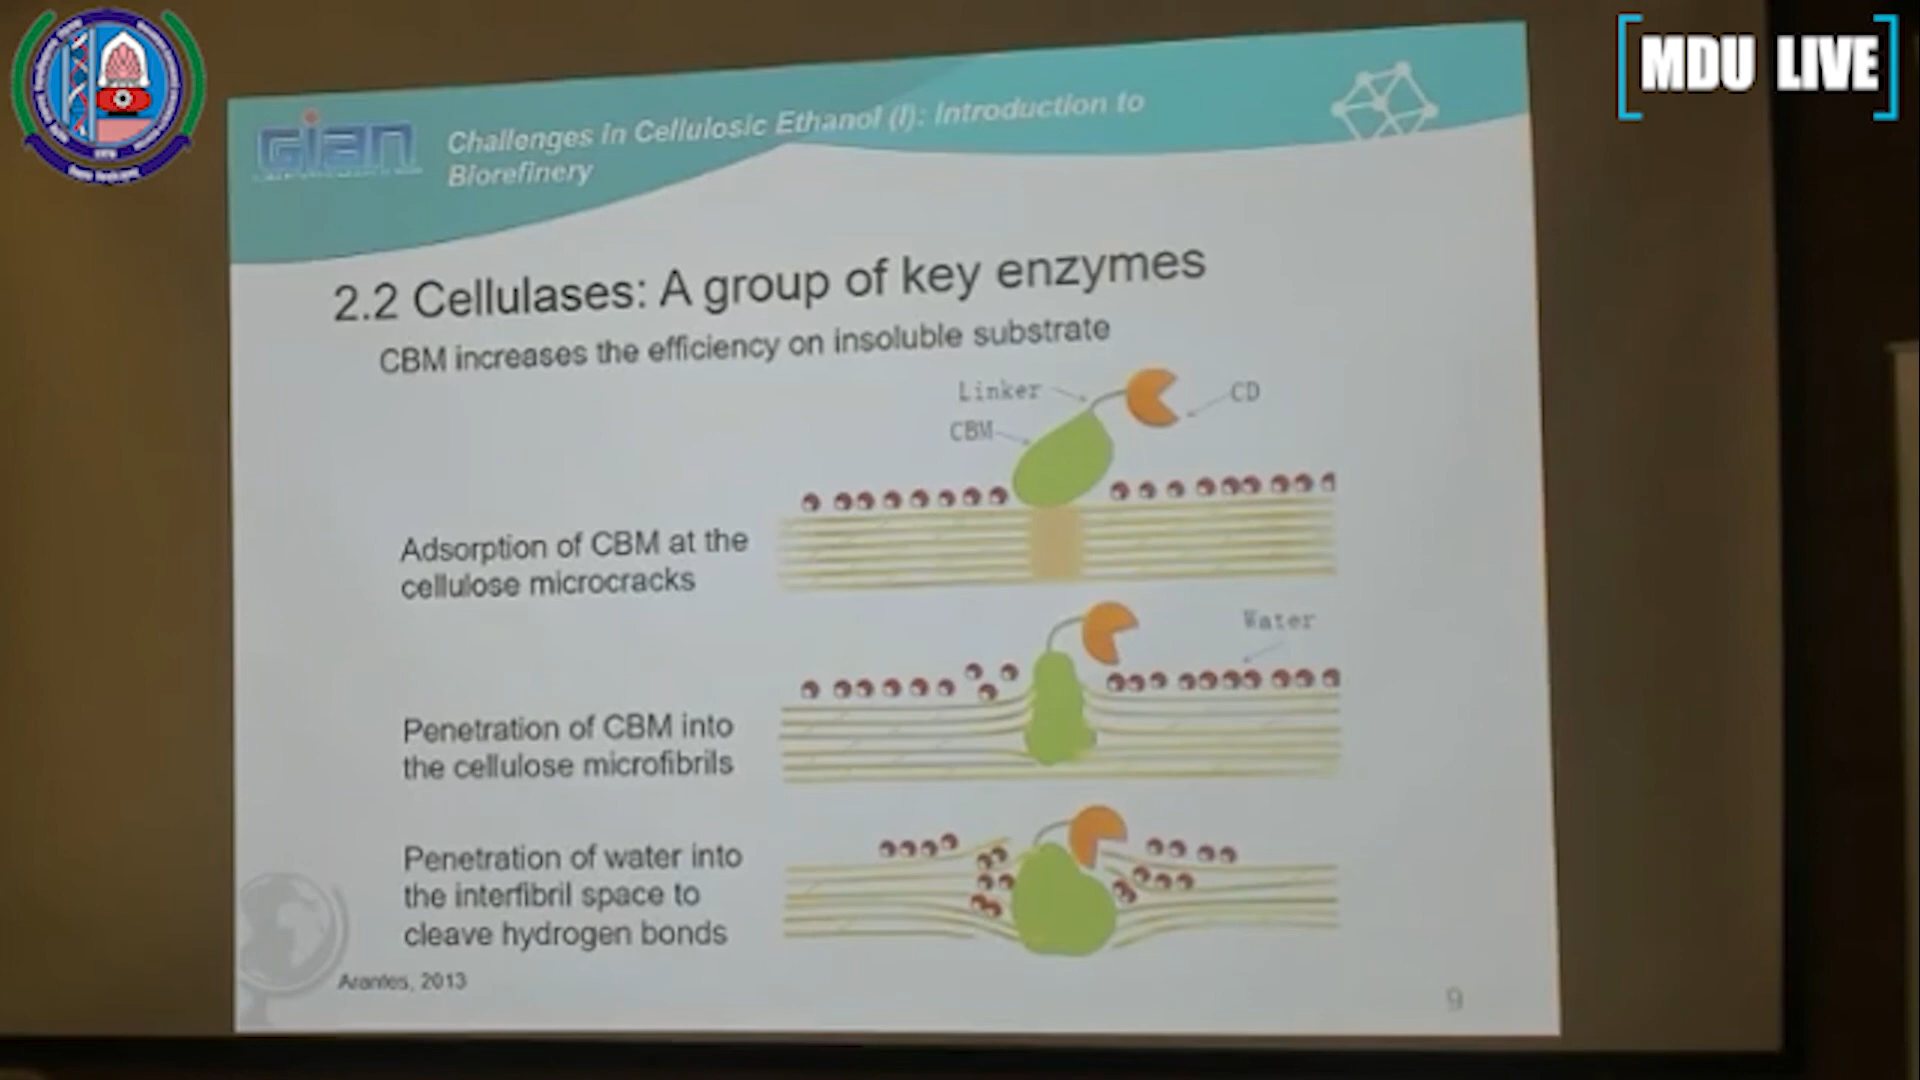 MDU LIVE
GIAN
Challenges in Cellulosic Ethanol (I): Introduction to
Biorefinery
2.2 Cellulases: A group of key enzymes
CBM increases the efficiency on insoluble substrate
Linker
CD
CBM
Adsorption of CBM at the
cellulose microcracks
Water
Penetration of CBM into
the cellulose microfibrils
Penetration of water into
the interfibril space to
cleave hydrogen bonds
Arantes, 2013
9